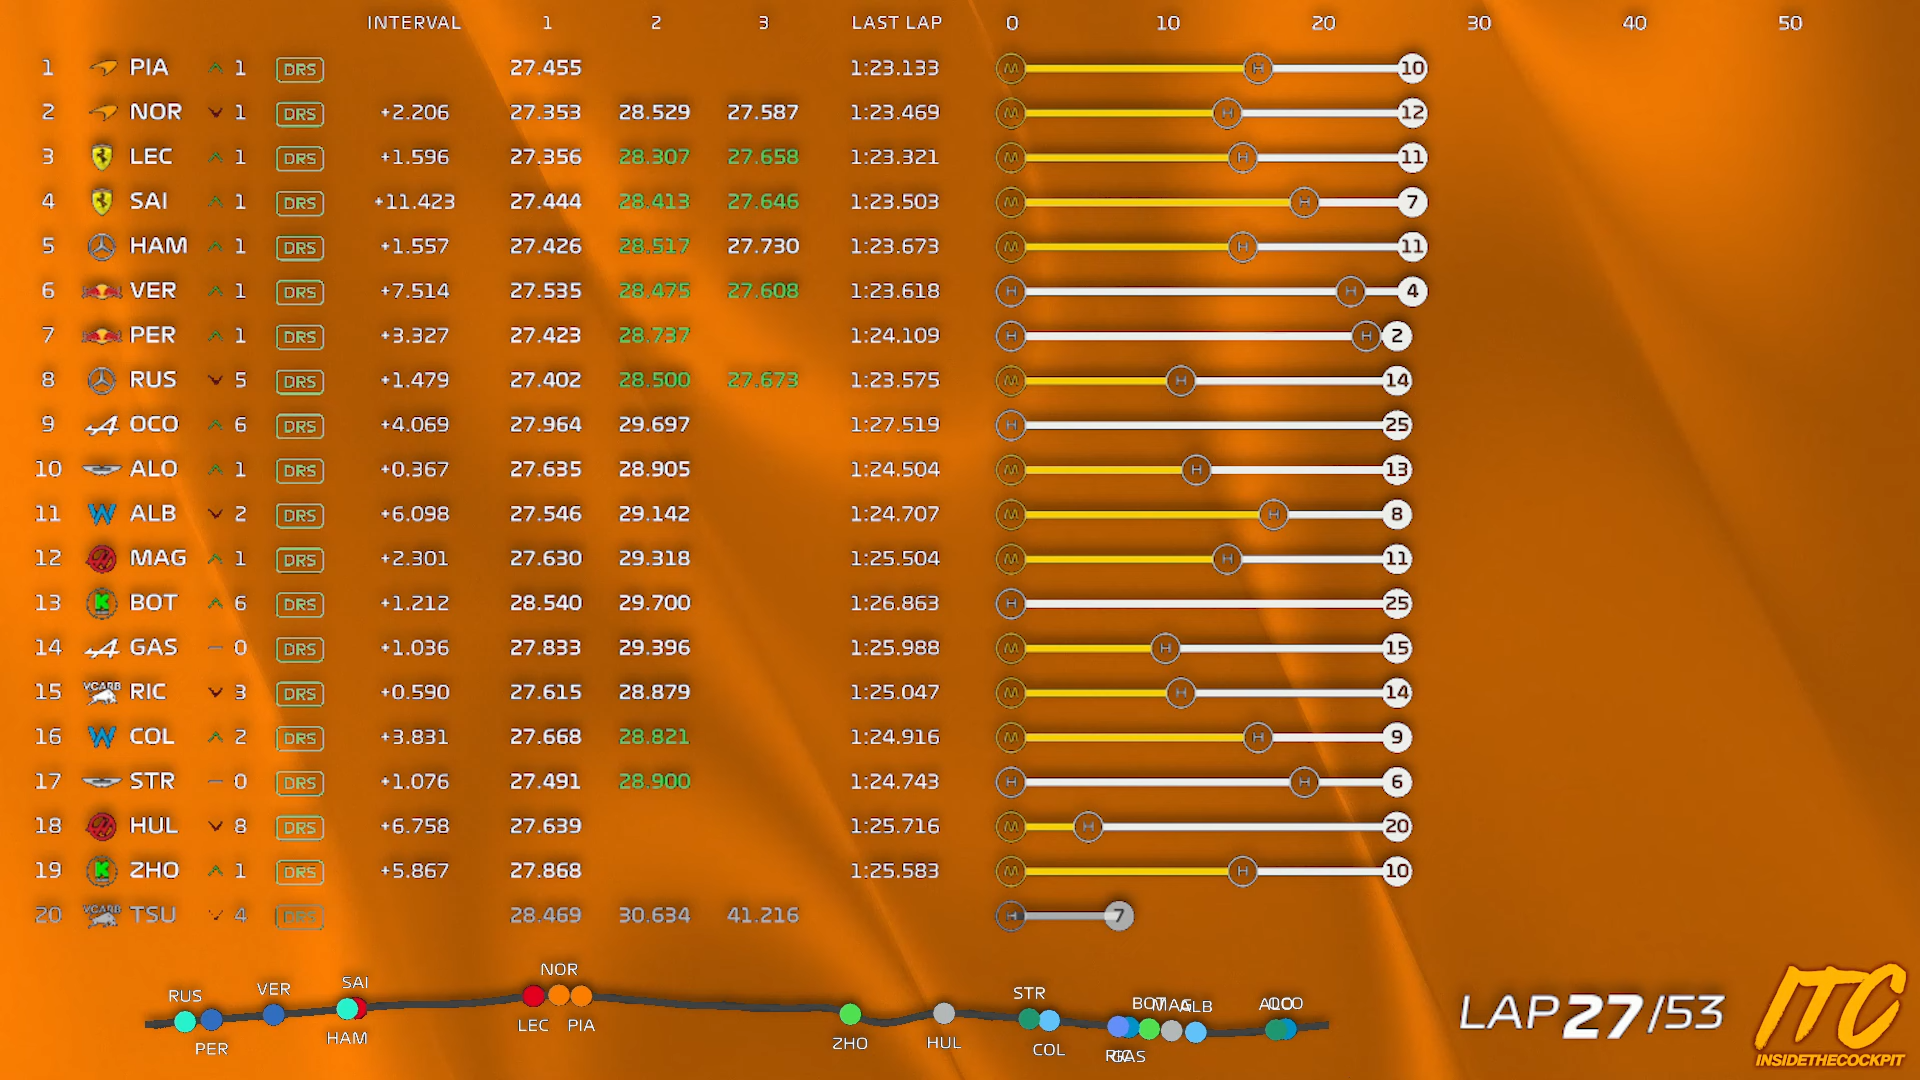 INTERVAL 1 2 3 LAST LAP 0 10 20 30 40 50
1 PIA 1 DRS 27.455 1:23.133 M H 10
2 NOR 1 DRS +2.206 27.353 28.529 27.587 1:23.469 M H 12
3 LEC 1 DRS +1.596 27.356 28.307 27.658 1:23.321 M H 11
4 SAI 1 DRS +11.423 27.444 28.413 27.646 1:23.503 M H 7
5 HAM 1 DRS +1.557 27.426 28.517 27.730 1:23.673 M H 11
6 VER 1 DRS +7.514 27.535 28.475 27.608 1:23.618 H H 4
7 PER 1 DRS +3.327 27.423 28.737 1:24.109 H H 2
8 RUS 5 DRS +1.479 27.402 28.500 27.673 1:23.575 M H 14
9 OCO 6 DRS +4.069 27.964 29.697 1:27.519 H 25
10 ALO 1 DRS +0.367 27.635 28.905 1:24.504 M H 13
11 W ALB 2 DRS +6.098 27.546 29.142 1:24.707 M H 8
12 MAG 1 DRS +2.301 27.630 29.318 1:25.504 M H 11
13 K BOT 6 DRS +1.212 28.540 29.700 1:26.863 H 25
14 GAS 0 DRS +1.036 27.833 29.396 1:25.988 M H 15
15 VCARB RIC 3 DRS +0.590 27.615 28.879 1:25.047 M H 14
16 W COL 2 DRS +3.831 27.668 28.821 1:24.916 M H 9
17 STR 0 DRS +1.076 27.491 28.900 1:24.743 H H 6
18 HUL 8 DRS +6.758 27.639 1:25.716 M H 20
19 K ZHO 1 DRS +5.867 27.868 1:25.583 M H 10
20 VCARB TSU 4 DRS 28.469 30.634 41.216 H 7
RUS VER SAI NOR STR BOT MAG ALB ALO OCO
PER HAM LEC PIA ZHO HUL COL RIC GAS
LAP 27/53
ITC
INSIDETHECOCKPIT